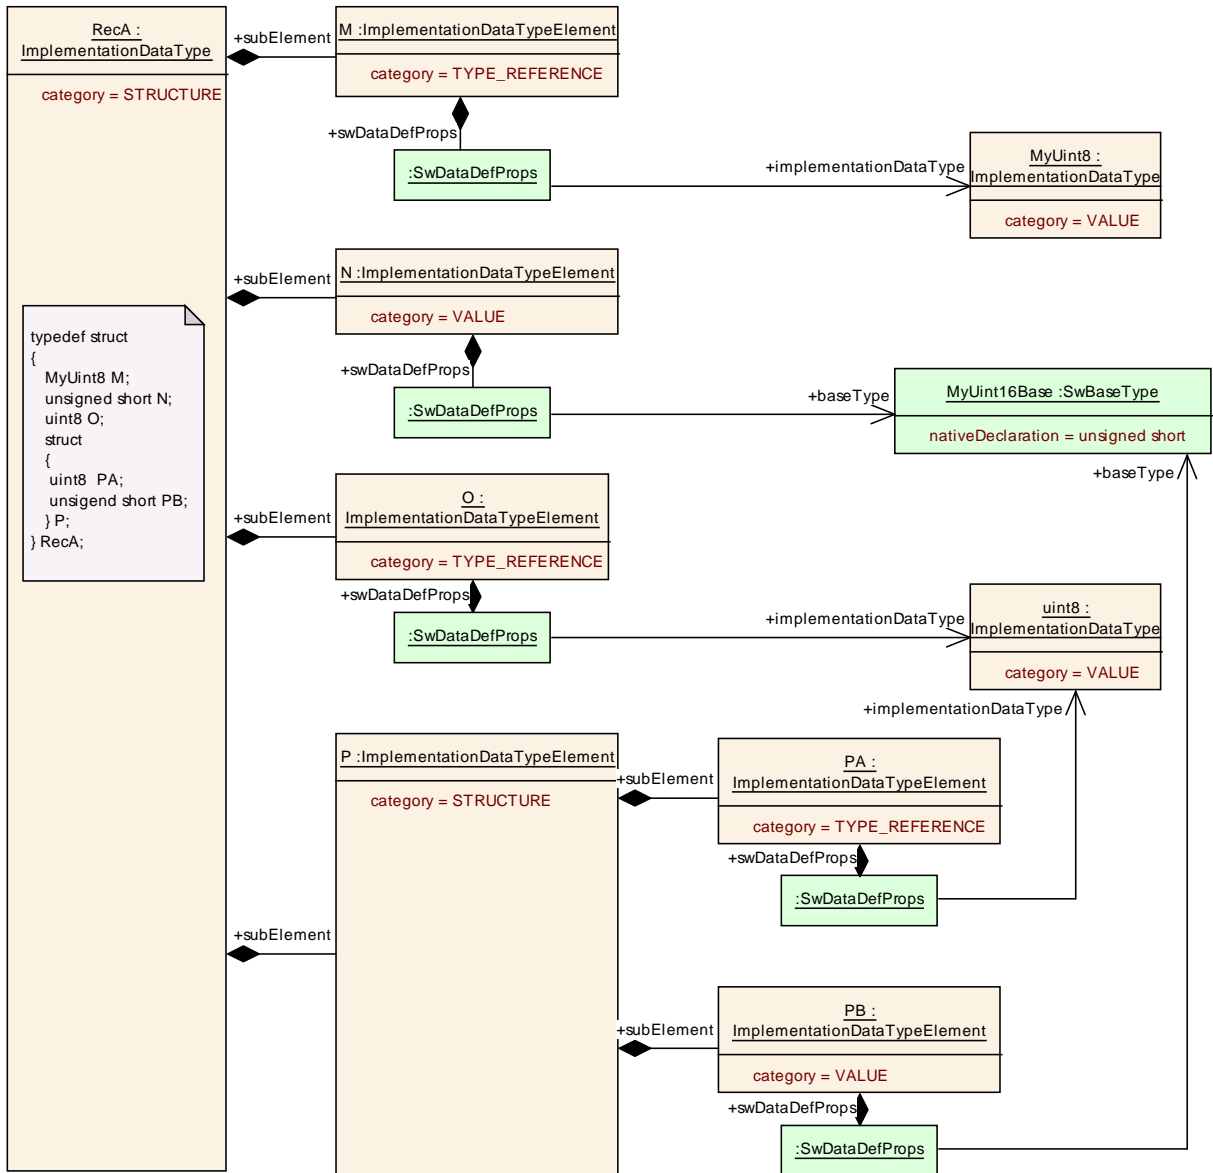 RecA :
ImplementationDataType
category = STRUCTURE
typedef struct
{
MyUint8 M;
unsigned short N;
uint8 O;
struct
{
uint8  PA;
unsigend short PB;
} P;
} RecA;
+subElement
M :ImplementationDataTypeElement
category = TYPE_REFERENCE
+swDataDefProps
:SwDataDefProps
+implementationDataType
MyUint8 :
ImplementationDataType
category = VALUE
+subElement
N :ImplementationDataTypeElement
category = VALUE
+swDataDefProps
:SwDataDefProps
+baseType
MyUint16Base :SwBaseType
nativeDeclaration = unsigned short
+baseType
+subElement
O :
ImplementationDataTypeElement
category = TYPE_REFERENCE
+swDataDefProps
:SwDataDefProps
+implementationDataType
uint8 :
ImplementationDataType
category = VALUE
+implementationDataType
+subElement
P :ImplementationDataTypeElement
category = STRUCTURE
+subElement
PA :
ImplementationDataTypeElement
category = TYPE_REFERENCE
+swDataDefProps
:SwDataDefProps
+subElement
PB :
ImplementationDataTypeElement
category = VALUE
+swDataDefProps
:SwDataDefProps